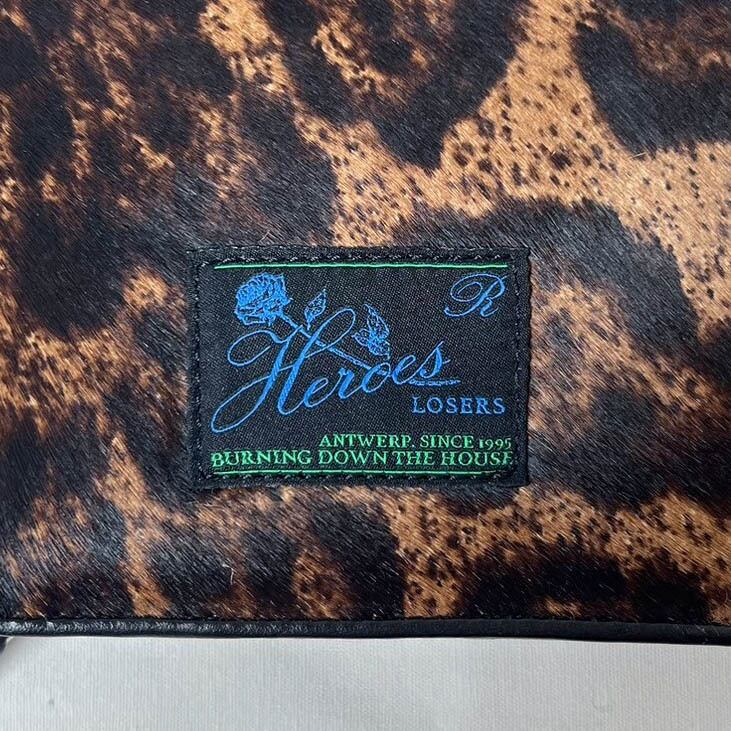 R
Heroes
LOSERS
ANTWERP. SINCE 1995
BURNING DOWN THE HOUSE